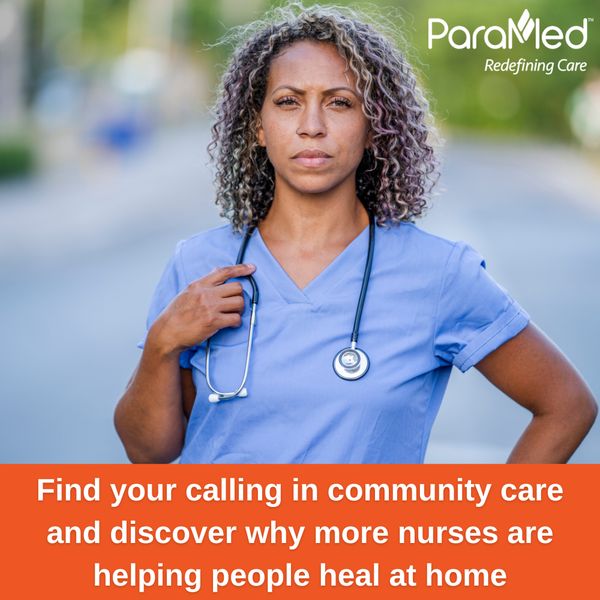 ParaMed™
Redefining Care
Find your calling in community care
and discover why more nurses are
helping people heal at home